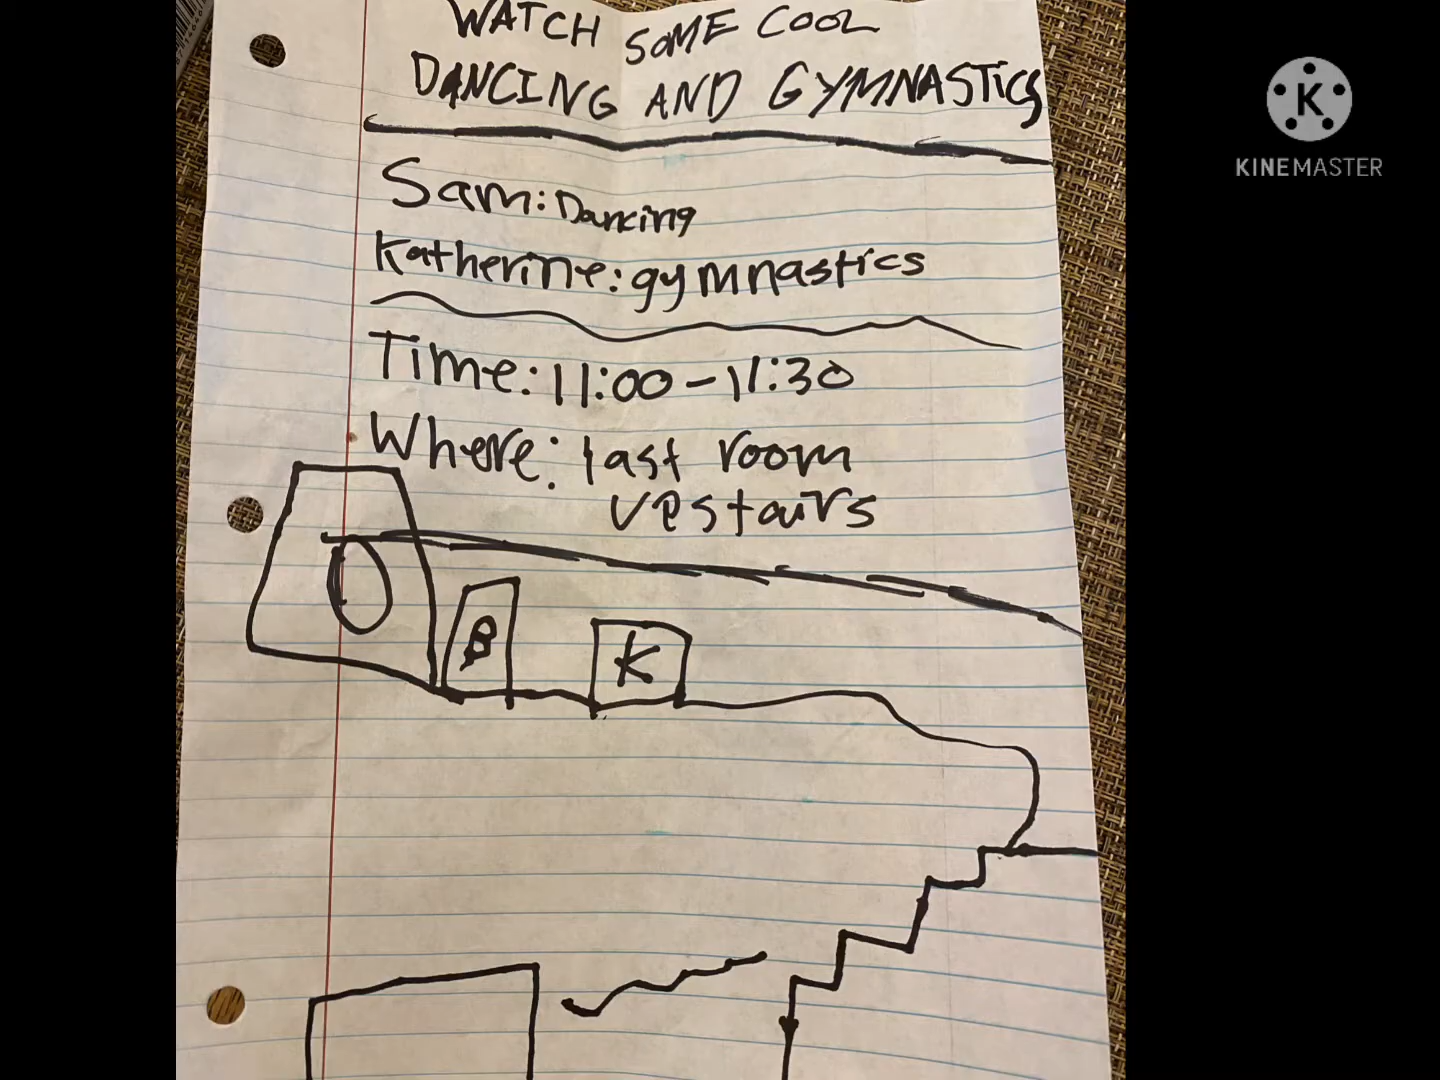 WATCH SOME COOL
DANCING AND GYMNASTICS
Sam: Dancing
Katherine: gymnastics
Time: 11:00 - 11:30
Where: last room
upstairs
B
K
K
KINEMASTER